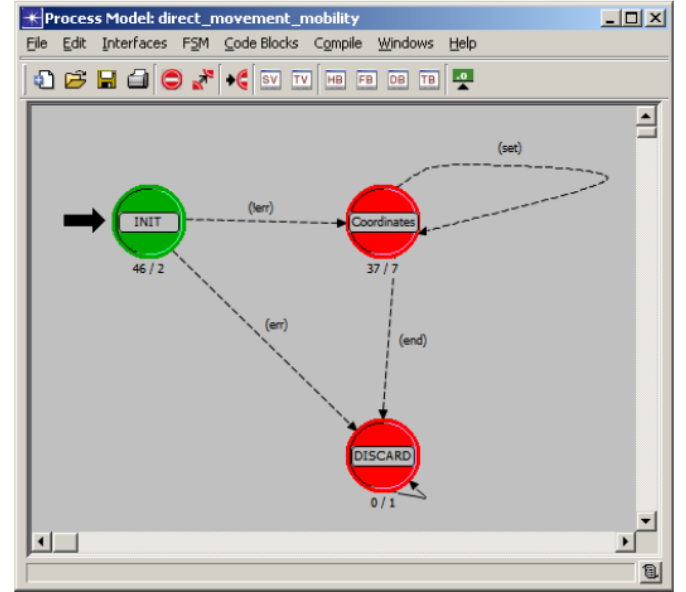 Process Model: direct_movement_mobility
File Edit Interfaces FSM Code Blocks Compile Windows Help
SV TV HB FB DB TB .0
(set)
INIT
(!err)
Coordinates
46 / 2
37 / 7
(err)
(end)
DISCARD
0 / 1